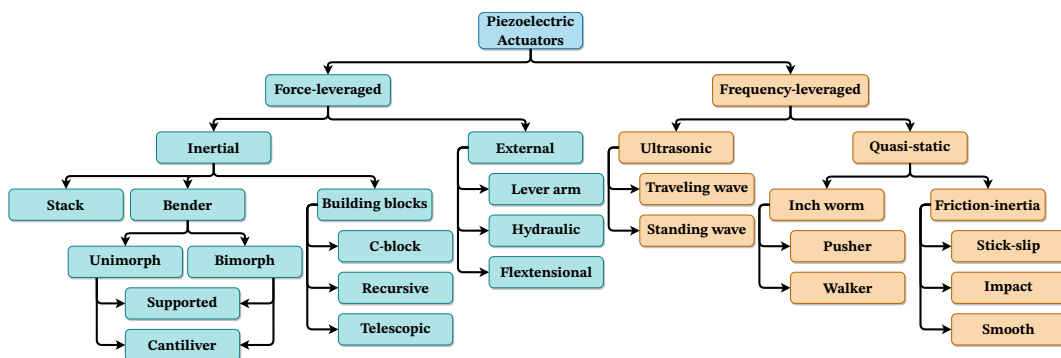 Piezoelectric
Actuators
Force-leveraged
Frequency-leveraged
Inertial
External
Ultrasonic
Quasi-static
Stack
Bender
Building blocks
Lever arm
Traveling wave
Inch worm
Friction-inertia
Hydraulic
Standing wave
Unimorph
Bimorph
C-block
Pusher
Stick-slip
Flextensional
Supported
Recursive
Walker
Impact
Cantiliver
Telescopic
Smooth